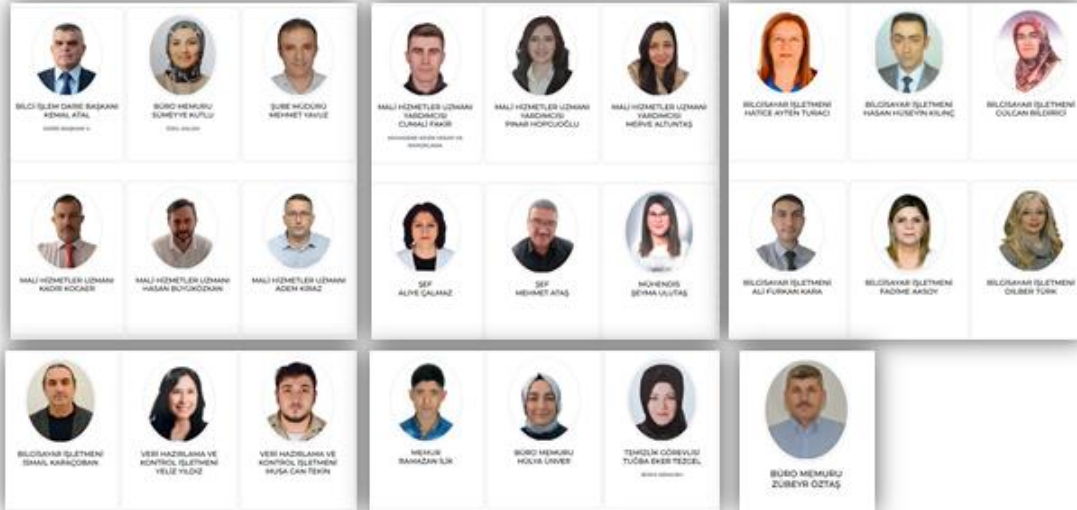 BİLGİ İŞLEM DAİRE BAŞKANI
KEMAL ATAL
BÜRO MEMURU
SÜMEYYE KUTLU
ÖZEL KALEM
ŞUBE MÜDÜRÜ
MEHMET YAVUZ
MALİ HİZMETLER UZMANI
KADİR KOCAER
MALİ HİZMETLER UZMANI
HASAN BÜYÜKÖZKAN
MALİ HİZMETLER UZMANI
ADEM KİRAZ
MALİ HİZMETLER UZMAN
YARDIMCISI
CUMALİ FAKİR
MALİ HİZMETLER UZMANI
YARDIMCISI
PINAR HOPCUOĞLU
MALİ HİZMETLER UZMAN
YARDIMCISI
MERVE ALTUNTAŞ
ŞEF
ALİYE ÇALMAZ
ŞEF
MEHMET ATAŞ
MÜHENDİS
ŞEYMA ULUTAŞ
BİLGİSAYAR İŞLETMENİ
HATİCE AYTEN TURACI
BİLGİSAYAR İŞLETMENİ
HASAN HÜSEYİN KILINÇ
BİLGİSAYAR İŞLETMENİ
GÜLCAN BİLDİRİCİ
BİLGİSAYAR İŞLETMENİ
ALİ FURKAN KARA
BİLGİSAYAR İŞLETMENİ
FADİME AKSOY
BİLGİSAYAR İŞLETMENİ
DİLBER TÜRK
BİLGİSAYAR İŞLETMENİ
İSMAİL KARAÇOBAN
VERİ HAZIRLAMA VE
KONTROL İŞLETMENİ
YELİZ YILDIZ
VERİ HAZIRLAMA VE
KONTROL İŞLETMENİ
MUSA CAN TEKİN
MEMUR
RAMAZAN İLİK
BÜRO MEMURU
HÜLYA ÜNVER
TEMİZLİK GÖREVLİSİ
TUĞBA EKER TEZGEL
BÜRO MEMURU
ZÜBEYR ÖZTAŞ